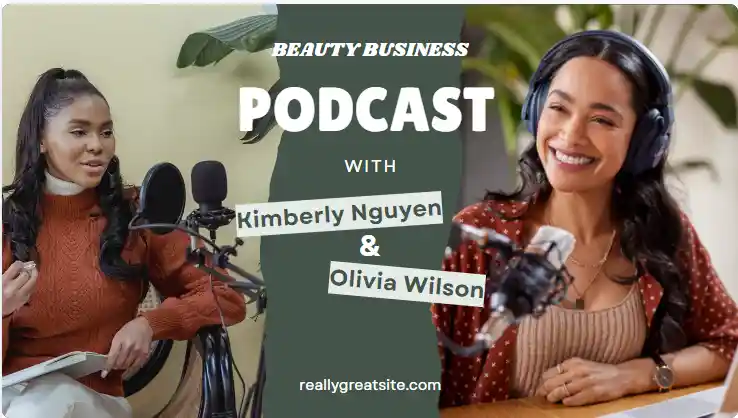 BEAUTY BUSINESS
PODCAST
WITH
Kimberly Nguyen
&
Olivia Wilson
reallygreatsite.com